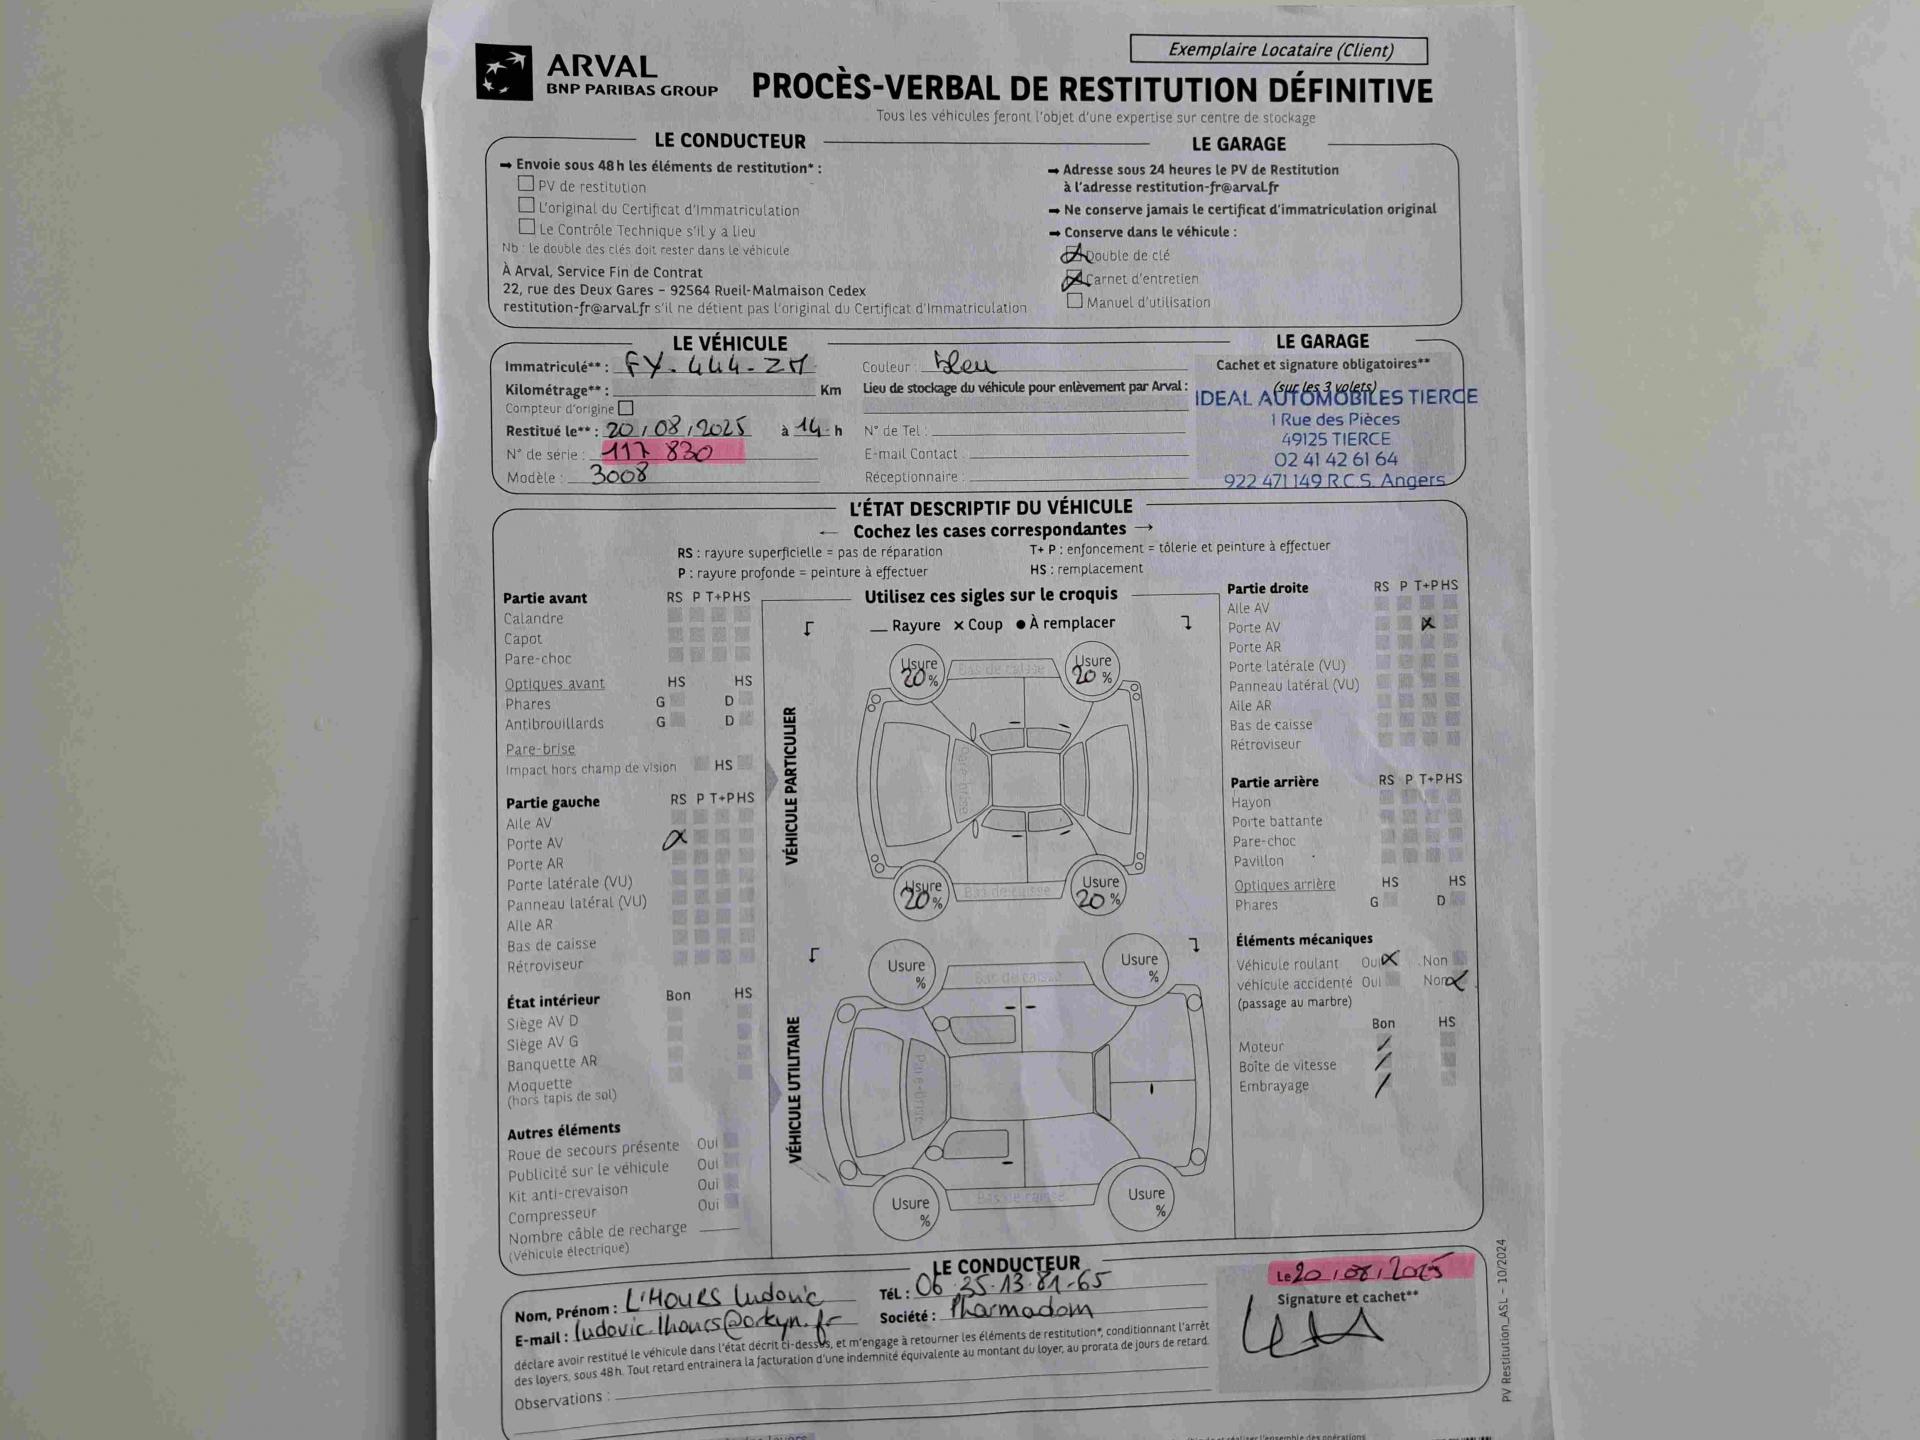 Exemplaire Locataire (Client)
ARVAL
BNP PARIBAS GROUP
PROCÈS-VERBAL DE RESTITUTION DÉFINITIVE
Tous les véhicules feront l'objet d'une expertise sur centre de stockage
LE CONDUCTEUR
➞ Envoie sous 48h les éléments de restitution* :
PV de restitution
L'original du Certificat d'Immatriculation
Le Contrôle Technique s'il y a lieu
Nb : le double des clés doit rester dans le véhicule
À Arval, Service Fin de Contrat
22, rue des Deux Gares – 92564 Rueil-Malmaison Cedex
restitution-fr@arval.fr s'il ne détient pas l'original du Certificat d'Immatriculation
LE GARAGE
➞ Adresse sous 24 heures le PV de Restitution
à l'adresse restitution-fr@arval.fr
➞ Ne conserve jamais le certificat d'immatriculation original
➞ Conserve dans le véhicule :
Double de clé
Carnet d'entretien
Manuel d'utilisation
LE VÉHICULE
Immatriculé** : FY-444-ZM
Kilométrage** : Km
Compteur d'origine
Restitué le** : 20/08/2025 à 14 h
N° de série : 117 830
Modèle : 3008
Couleur : bleu
Lieu de stockage du véhicule pour enlèvement par Arval :
N° de Tel :
E-mail Contact :
Réceptionnaire :
LE GARAGE
Cachet et signature obligatoires**
(sur les 3 volets)
IDEAL AUTOMOBILES TIERCE
1 Rue des Pièces
49125 TIERCE
02 41 42 61 64
922 471 149 R.C.S. Angers
L'ÉTAT DESCRIPTIF DU VÉHICULE
← Cochez les cases correspondantes →
RS : rayure superficielle = pas de réparation
T+ P : enfoncement = tôlerie et peinture à effectuer
P : rayure profonde = peinture à effectuer
HS : remplacement
Partie avant RS P T+P HS
Calandre
Capot
Pare-choc
Optiques avant HS HS
Phares G D
Antibrouillards G D
Pare-brise
Impact hors champ de vision HS
Partie gauche RS P T+P HS
Aile AV
Porte AV x
Porte AR
Porte latérale (VU)
Panneau latéral (VU)
Aile AR
Bas de caisse
Rétroviseur
État intérieur Bon HS
Siège AV D
Siège AV G
Banquette AR
Moquette
(hors tapis de sol)
Autres éléments
Roue de secours présente Oui
Publicité sur le véhicule Oui
Kit anti-crevaison Oui
Compresseur Oui
Nombre câble de recharge
(Véhicule électrique)
Utilisez ces sigles sur le croquis
— Rayure × Coup ● À remplacer
VÉHICULE PARTICULIER
Usure 20 %
Bas de caisse
Usure 20 %
Pare-brise
Usure 20 %
Bas de caisse
Usure 20 %
VÉHICULE UTILITAIRE
Usure %
Bas de caisse
Usure %
Pare-brise
Usure %
Bas de caisse
Usure %
Partie droite RS P T+P HS
Aile AV
Porte AV x
Porte AR
Porte latérale (VU)
Panneau latéral (VU)
Aile AR
Bas de caisse
Rétroviseur
Partie arrière RS P T+P HS
Hayon
Porte battante
Pare-choc
Pavillon
Optiques arrière HS HS
Phares G D
Éléments mécaniques
Véhicule roulant Oui x Non
véhicule accidenté Oui Non x
(passage au marbre)
Bon HS
Moteur /
Boîte de vitesse /
Embrayage /
LE CONDUCTEUR
Nom, Prénom : L'HOURS Ludovic
Tél. : 06.35.13.81-65
E-mail : ludovic.lhours@orkyn.fr
Société : Pharmadom
déclare avoir restitué le véhicule dans l'état décrit ci-dessus, et m'engage à retourner les éléments de restitution*, conditionnant l'arrêt
des loyers, sous 48h. Tout retard entrainera la facturation d'une indemnité équivalente au montant du loyer, au prorata de jours de retard.
Observations :
Le 20/08/2025
Signature et cachet**
PV Restitution_ASL – 10/2024